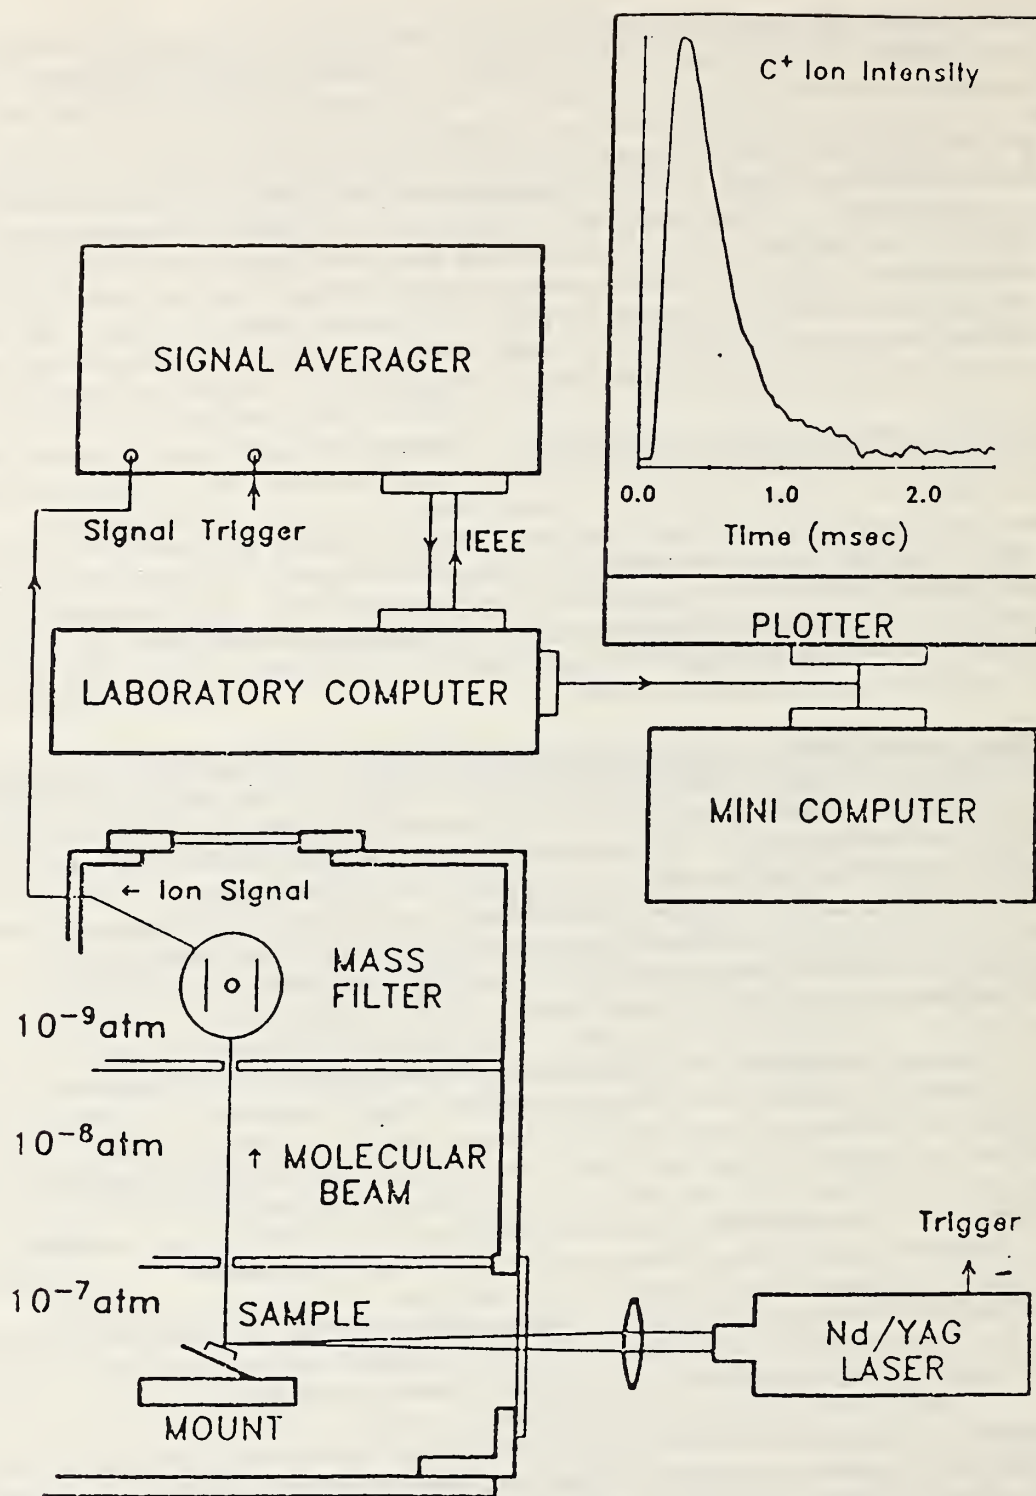 C⁺ Ion Intensity
SIGNAL AVERAGER
Signal Trigger
IEEE
0.0 1.0 2.0
Time (msec)
PLOTTER
LABORATORY COMPUTER
MINI COMPUTER
← Ion Signal
MASS
FILTER
10⁻⁹atm
10⁻⁸atm
↑ MOLECULAR
BEAM
Trigger
10⁻⁷atm
SAMPLE
Nd/YAG
LASER
MOUNT